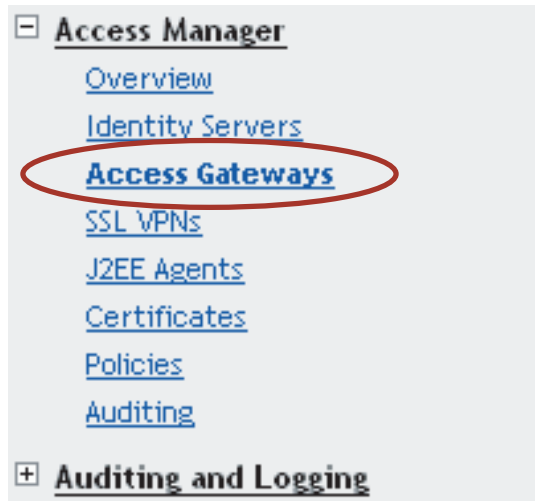 Access Manager
Overview
Identity Servers
Access Gateways
SSL VPNs
J2EE Agents
Certificates
Policies
Auditing
Auditing and Logging